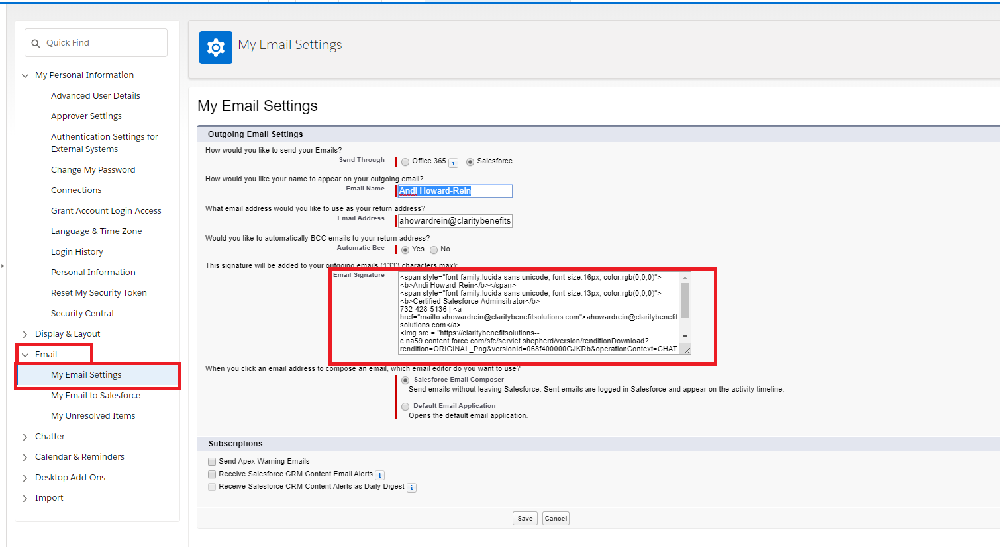 Quick Find
My Personal Information
Advanced User Details
Approver Settings
Authentication Settings for
External Systems
Change My Password
Connections
Grant Account Login Access
Language & Time Zone
Login History
Personal Information
Reset My Security Token
Security Central
Display & Layout
Email
My Email Settings
My Email to Salesforce
My Unresolved Items
Chatter
Calendar & Reminders
Desktop Add-Ons
Import
My Email Settings
My Email Settings
Outgoing Email Settings
How would you like to send your Emails?
Send Through Office 365 i Salesforce
How would you like your name to appear on your outgoing email?
Email Name Andi Howard-Rein
What email address would you like to use as your return address?
Email Address ahowardrein@claritybenefits
Would you like to automatically BCC emails to your return address?
Automatic Bcc Yes No
This signature will be added to your outgoing emails (1333 characters max):
Email Signature
<span style="font-family:lucida sans unicode; font-size:16px; color:rgb(0,0,0)">
<b>Andi Howard-Rein</b></span>
<span style="font-family:lucida sans unicode; font-size:13px; color:rgb(0,0,0)">
<b>Certified Salesforce Adminsitrator</b>
732-428-5136 | <a
href="mailto:ahowardrein@claritybenefitsolutions.com">ahowardrein@claritybenefit
solutions.com</a>
<img src = "https://claritybenefitsolutions--
c.na59.content.force.com/sfc/servlet.shepherd/version/renditionDownload?
rendition=ORIGINAL_Png&versionId=068f400000GJKRb&operationContext=CHAT
When you click an email address to compose an email, which email editor do you want to use?
Salesforce Email Composer
Send emails without leaving Salesforce. Sent emails are logged in Salesforce and appear on the activity timeline.
Default Email Application
Opens the default email application.
Subscriptions
Send Apex Warning Emails
Receive Salesforce CRM Content Email Alerts i
Receive Salesforce CRM Content Alerts as Daily Digest i
Save Cancel